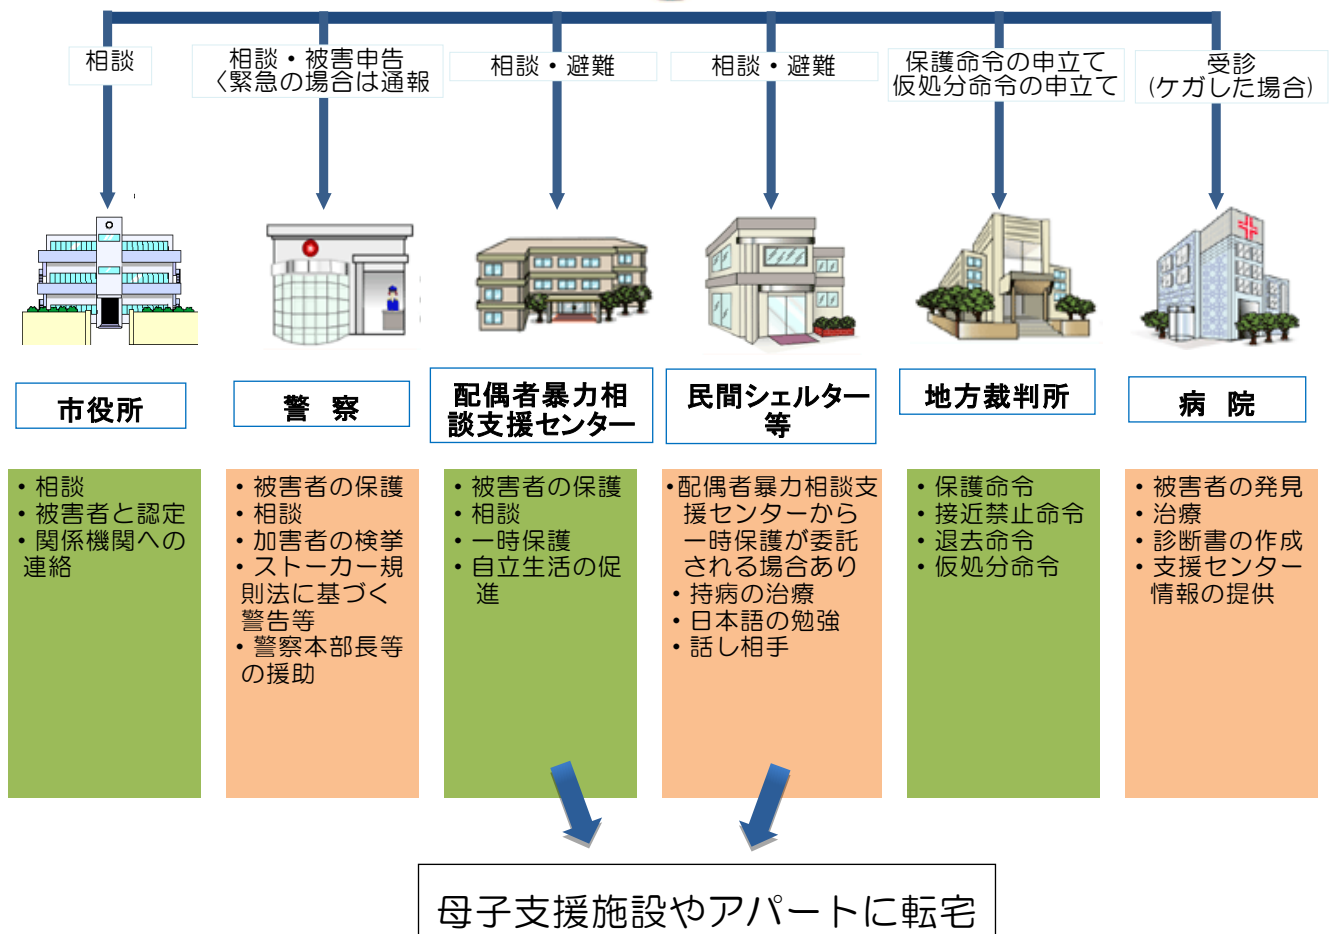 相談
相談・被害申告
〈緊急の場合は通報
相談・避難
相談・避難
保護命令の申立て
仮処分命令の申立て
受診
(ケガした場合)
市役所
警 察
配偶者暴力相
談支援センター
民間シェルター
等
地方裁判所
病 院
・相談
・被害者と認定
・関係機関への
連絡
・被害者の保護
・相談
・加害者の検挙
・ストーカー規
則法に基づく
警告等
・警察本部長等
の援助
・被害者の保護
・相談
・一時保護
・自立生活の促
進
・配偶者暴力相談支
援センターから
一時保護が委託
される場合あり
・持病の治療
・日本語の勉強
・話し相手
・保護命令
・接近禁止命令
・退去命令
・仮処分命令
・被害者の発見
・治療
・診断書の作成
・支援センター
情報の提供
母子支援施設やアパートに転宅